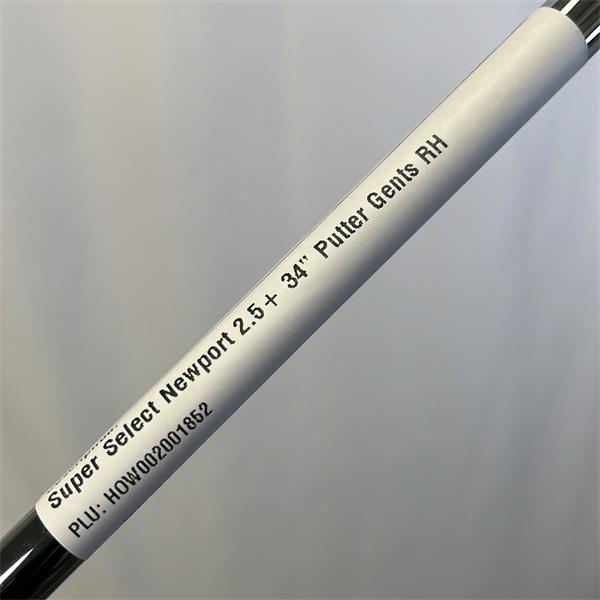 Super Select Newport 2.5+ 34" Putter Gents RH
PLU: HOW002001852